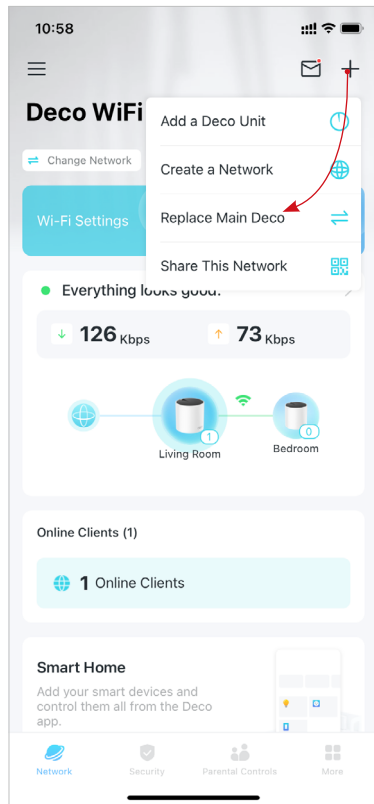 10:58
Deco WiFi
Add a Deco Unit
Change Network
Create a Network
Wi-Fi Settings
Replace Main Deco
Share This Network
Everything looks good.
126 Kbps
73 Kbps
1
0
Living Room
Bedroom
Online Clients (1)
1 Online Clients
Smart Home
Add your smart devices and
control them all from the Deco
app.
Network
Security
Parental Controls
More